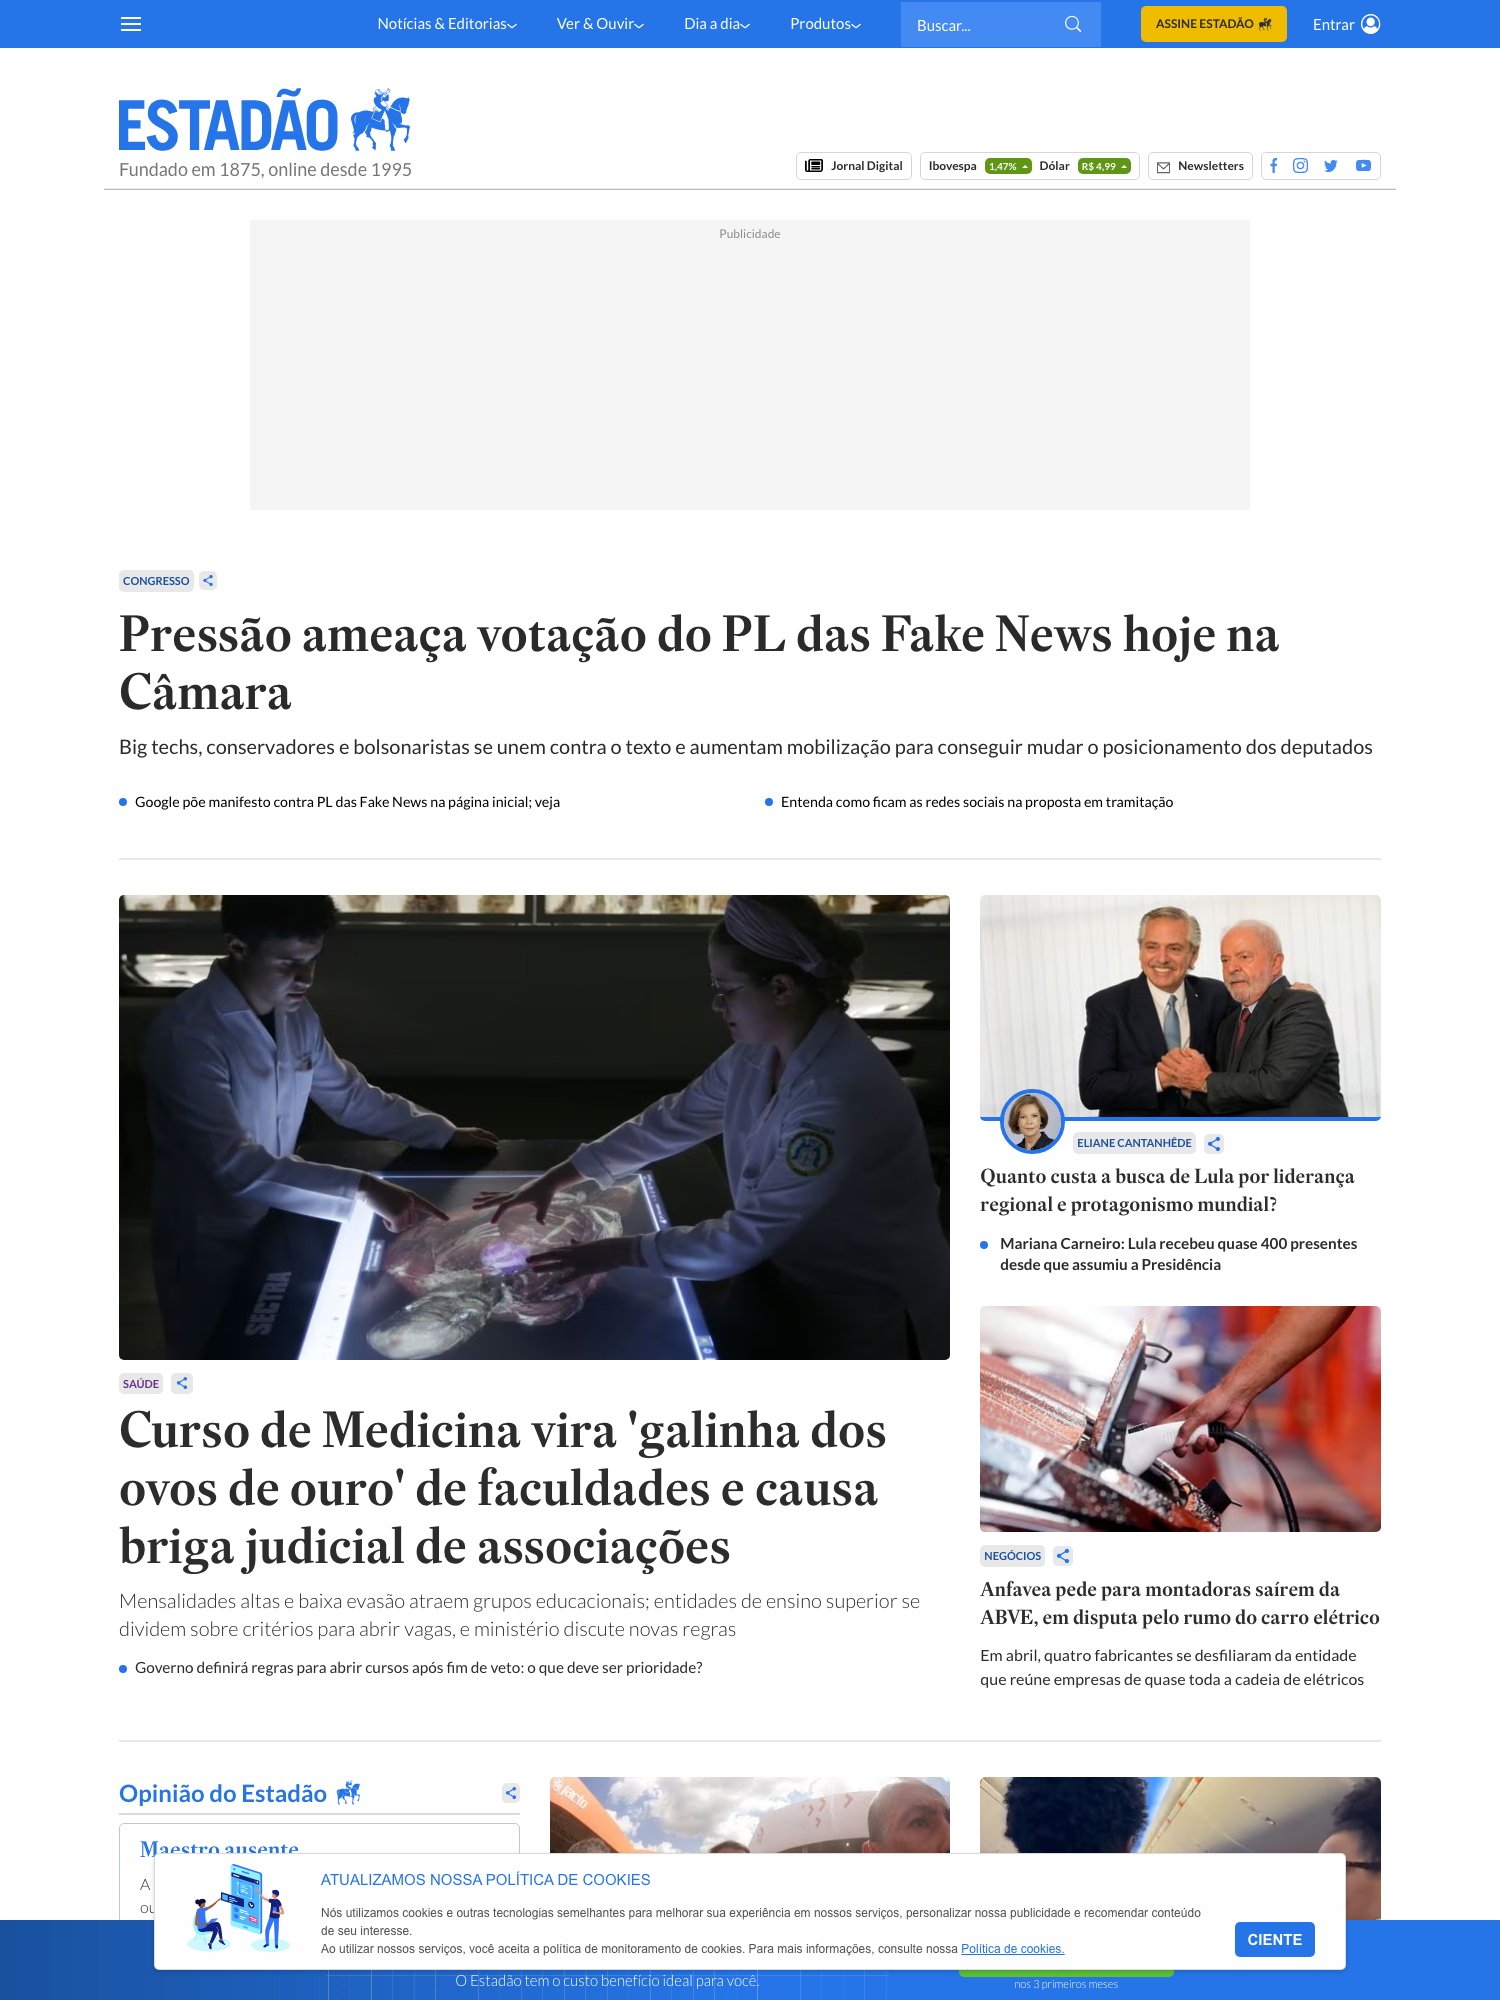 Notícias & Editorias
Ver & Ouvir
Dia a dia
Produtos
Buscar...
ASSINE ESTADÃO
Entrar
ESTADÃO
Fundado em 1875, online desde 1995
Jornal Digital
Ibovespa 1,47% Dólar R$ 4,99
Newsletters
Publicidade
CONGRESSO
Pressão ameaça votação do PL das Fake News hoje na
Câmara
Big techs, conservadores e bolsonaristas se unem contra o texto e aumentam mobilização para conseguir mudar o posicionamento dos deputados
Google põe manifesto contra PL das Fake News na página inicial; veja
Entenda como ficam as redes sociais na proposta em tramitação
SECTRA
SAÚDE
Curso de Medicina vira 'galinha dos
ovos de ouro' de faculdades e causa
briga judicial de associações
Mensalidades altas e baixa evasão atraem grupos educacionais; entidades de ensino superior se
dividem sobre critérios para abrir vagas, e ministério discute novas regras
Governo definirá regras para abrir cursos após fim de veto: o que deve ser prioridade?
ELIANE CANTANHÊDE
Quanto custa a busca de Lula por liderança
regional e protagonismo mundial?
Mariana Carneiro: Lula recebeu quase 400 presentes
desde que assumiu a Presidência
NEGÓCIOS
Anfavea pede para montadoras saírem da
ABVE, em disputa pelo rumo do carro elétrico
Em abril, quatro fabricantes se desfiliaram da entidade
que reúne empresas de quase toda a cadeia de elétricos
Opinião do Estadão
Maestro ausente
A
ou
jacto
ATUALIZAMOS NOSSA POLÍTICA DE COOKIES
Nós utilizamos cookies e outras tecnologias semelhantes para melhorar sua experiência em nossos serviços, personalizar nossa publicidade e recomendar conteúdo
de seu interesse.
Ao utilizar nossos serviços, você aceita a política de monitoramento de cookies. Para mais informações, consulte nossa Política de cookies.
CIENTE
O Estadão tem o custo benefício ideal para você.
nos 3 primeiros meses